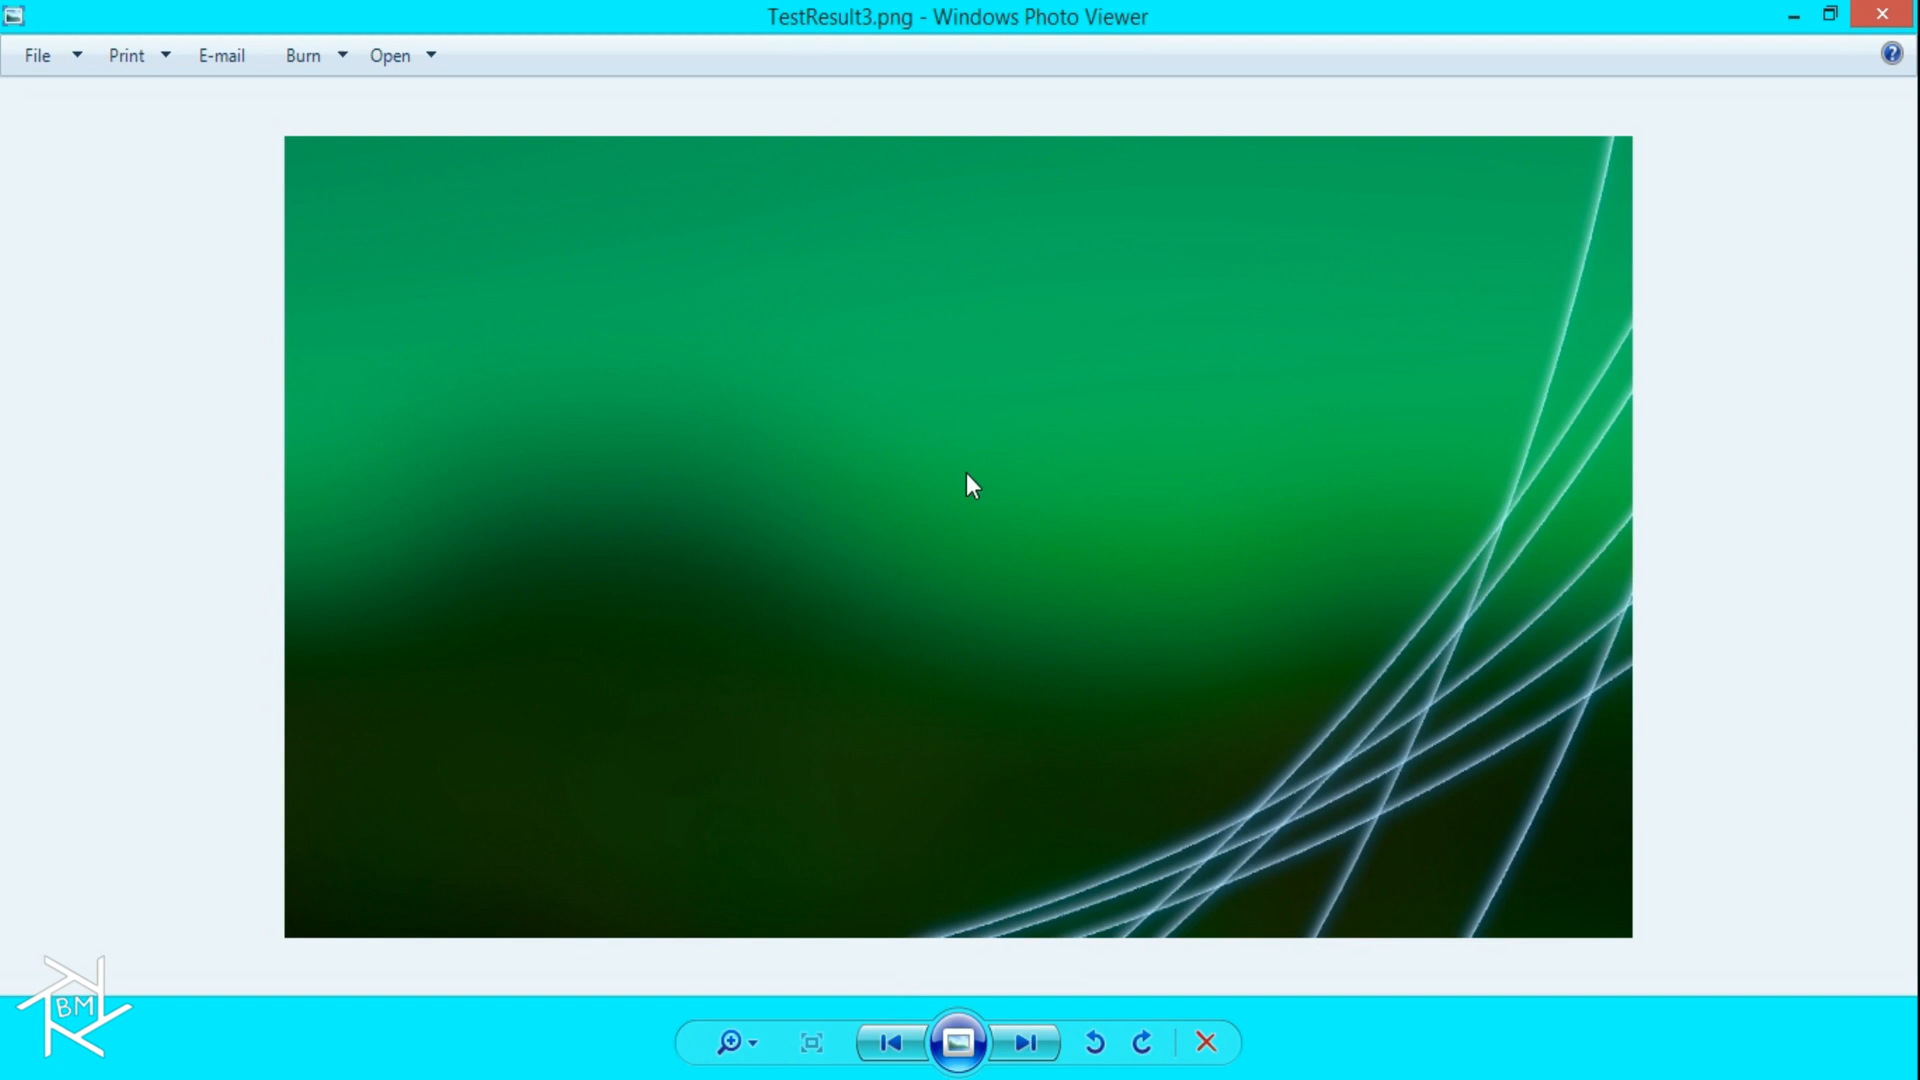 TestResult3.png - Windows Photo Viewer
File Print E-mail Burn Open
?
BM